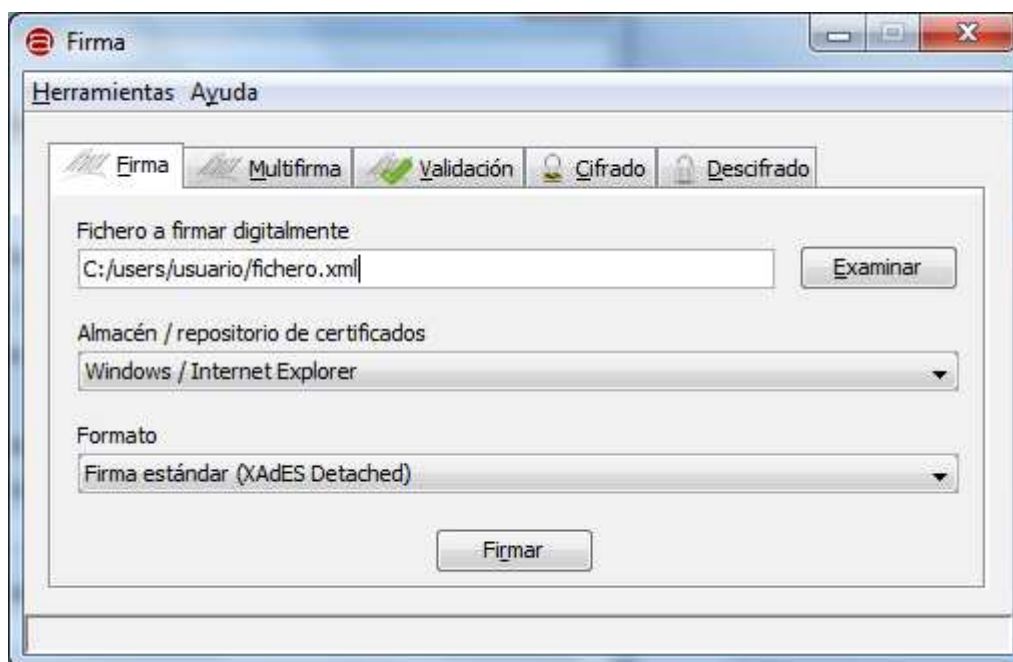 Firma
Herramientas Ayuda
Firma Multifirma Validación Cifrado Descifrado
Fichero a firmar digitalmente
C:/users/usuario/fichero.xml
Examinar
Almacén / repositorio de certificados
Windows / Internet Explorer
Formato
Firma estándar (XAdES Detached)
Firmar